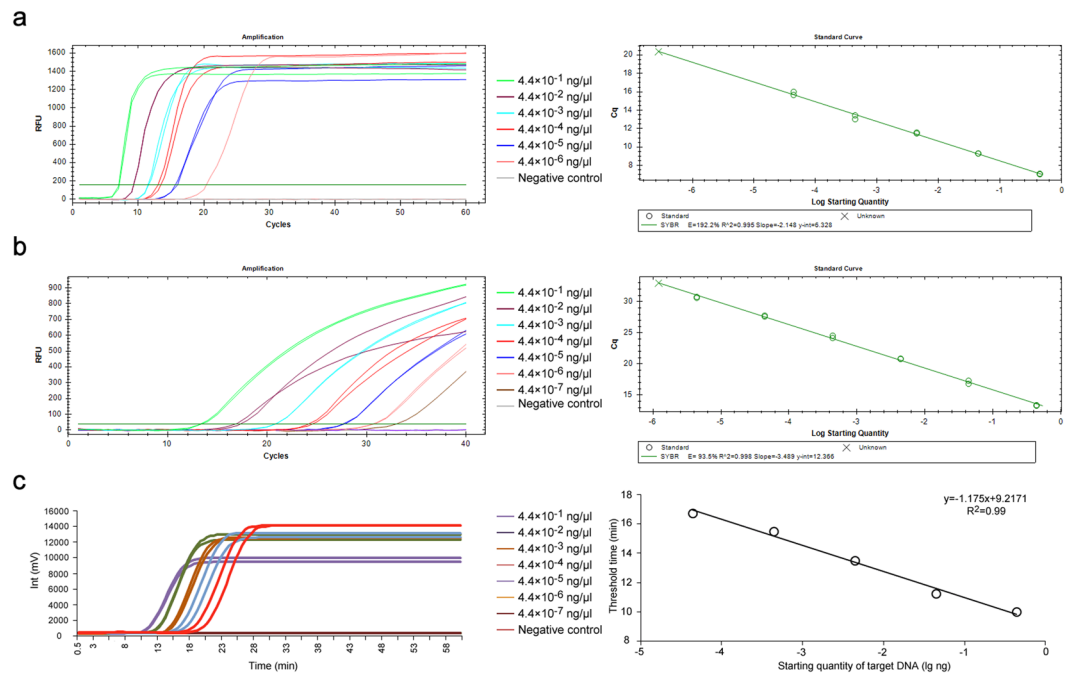 a
Amplification
1600
1400
1200
1000
800
600
400
200
0
RFU
0 10 20 30 40 50 60
Cycles
4.4×10-1 ng/µl
4.4×10-2 ng/µl
4.4×10-3 ng/µl
4.4×10-4 ng/µl
4.4×10-5 ng/µl
4.4×10-6 ng/µl
Negative control
Standard Curve
20
18
16
14
12
10
8
Cq
-6 -5 -4 -3 -2 -1 0
Log Starting Quantity
Standard Unknown
SYBR E=192.2% R^2=0.995 Slope=-2.148 y-int=6.328
b
Amplification
900
800
700
600
500
400
300
200
100
0
RFU
0 10 20 30 40
Cycles
4.4×10-1 ng/µl
4.4×10-2 ng/µl
4.4×10-3 ng/µl
4.4×10-4 ng/µl
4.4×10-5 ng/µl
4.4×10-6 ng/µl
4.4×10-7 ng/µl
Negative control
Standard Curve
30
25
20
15
Cq
-6 -5 -4 -3 -2 -1 0
Log Starting Quantity
Standard Unknown
SYBR E= 93.5% R^2=0.998 Slope=-3.489 y-int=12.366
c
16000
14000
12000
10000
8000
6000
4000
2000
0
Int (mV)
0.5 3 8 13 18 23 28 33 38 43 48 53 58
Time (min)
4.4×10-1 ng/µl
4.4×10-2 ng/µl
4.4×10-3 ng/µl
4.4×10-4 ng/µl
4.4×10-5 ng/µl
4.4×10-6 ng/µl
4.4×10-7 ng/µl
Negative control
y=-1.175x+9.2171
R2=0.99
18
16
14
12
10
8
Threshold time (min)
-5 -4 -3 -2 -1 0
Starting quantity of target DNA (lg ng)